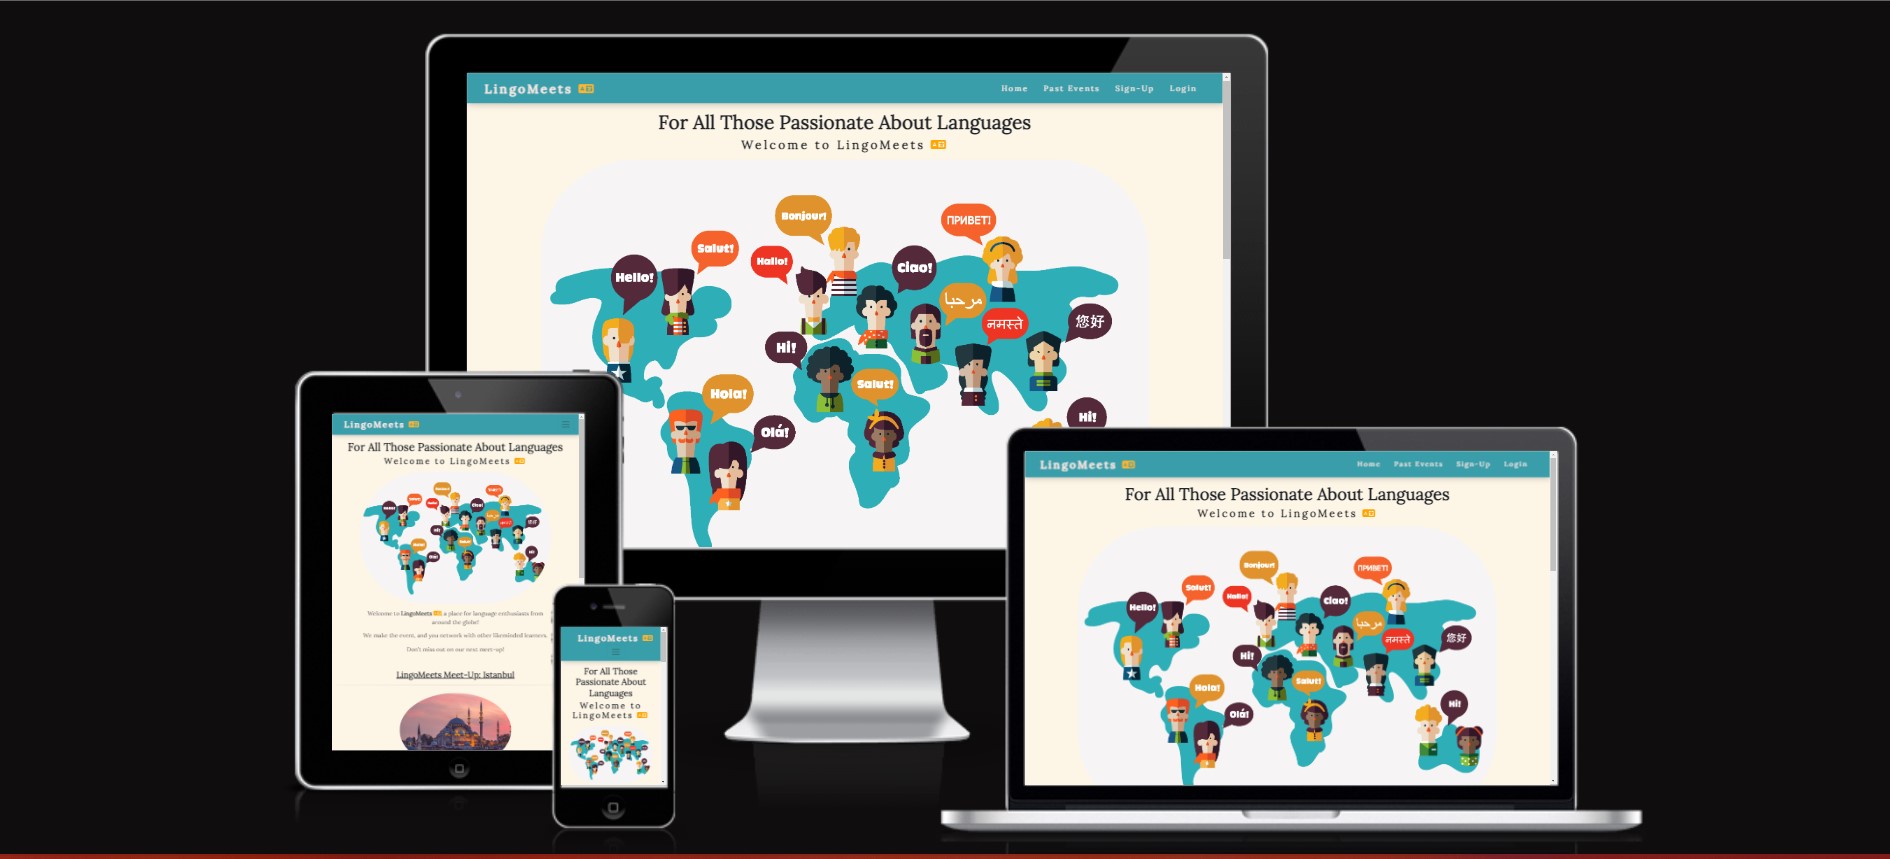 LingoMeets
Home Past Events Sign-Up Login
For All Those Passionate About Languages
Welcome to LingoMeets
Bonjour!
ПРИВЕТ!
Salut!
Hallo!
Ciao!
Hello!
مرحبا
नमस्ते
您好
Hi!
Salut!
Hola!
Olá!
Hi!
LingoMeets
For All Those Passionate About Languages
Welcome to LingoMeets
Welcome to LingoMeets a place for language enthusiasts from
around the globe!
We make the event, and you network with other likeminded learners.
Don't miss out on our next meet-up!
LingoMeets Meet-Up: Istanbul
LingoMeets
For All Those
Passionate About
Languages
Welcome to
LingoMeets
LingoMeets
Home Past Events Sign-Up Login
For All Those Passionate About Languages
Welcome to LingoMeets
Bonjour!
ПРИВЕТ!
Salut!
Hallo!
Ciao!
Hello!
مرحبا
नमस्ते
您好
Hi!
Salut!
Hola!
Olá!
Hi!